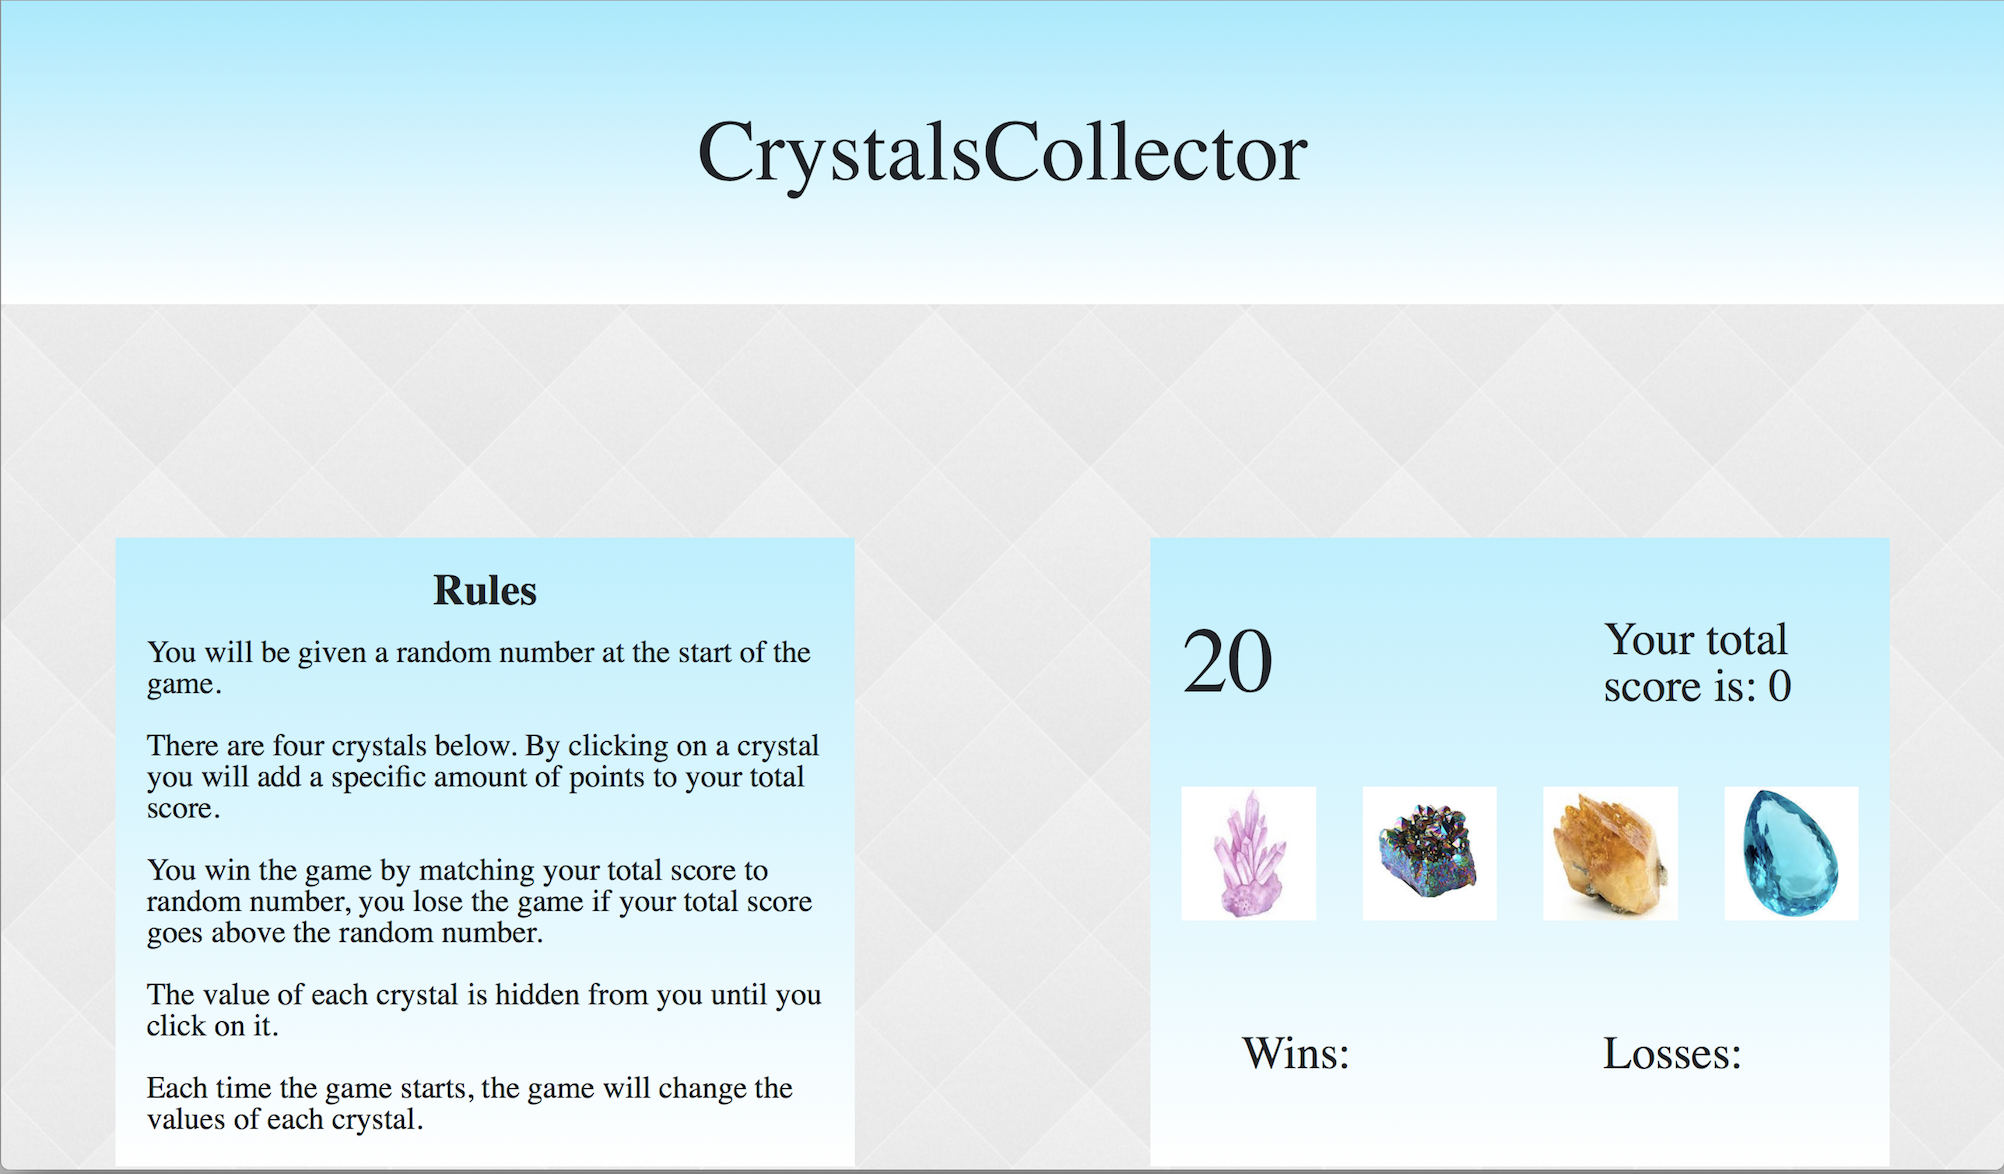 CrystalsCollector
Rules
You will be given a random number at the start of the
game.
There are four crystals below. By clicking on a crystal
you will add a specific amount of points to your total
score.
You win the game by matching your total score to
random number, you lose the game if your total score
goes above the random number.
The value of each crystal is hidden from you until you
click on it.
Each time the game starts, the game will change the
values of each crystal.
20
Your total
score is: 0
Wins:
Losses: